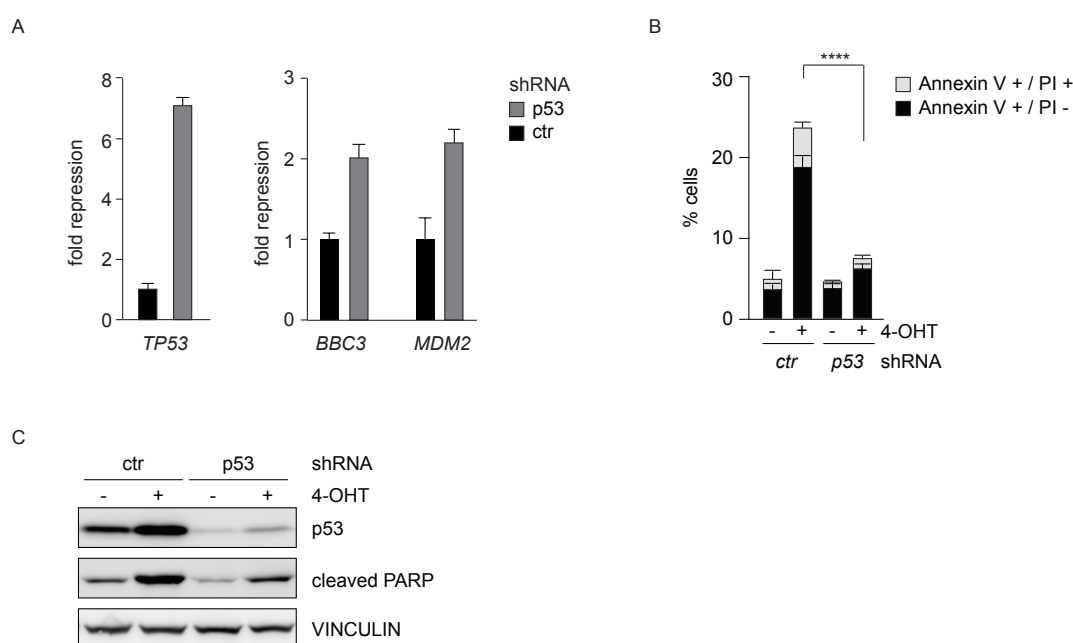 A
B
fold repression
8
6
4
2
0
TP53
fold repression
3
2
1
0
BBC3 MDM2
shRNA
p53
ctr
****
% cells
30
20
10
0
Annexin V + / PI +
Annexin V + / PI -
- + - + 4-OHT
ctr p53 shRNA
C
ctr p53 shRNA
- + - + 4-OHT
p53
cleaved PARP
VINCULIN